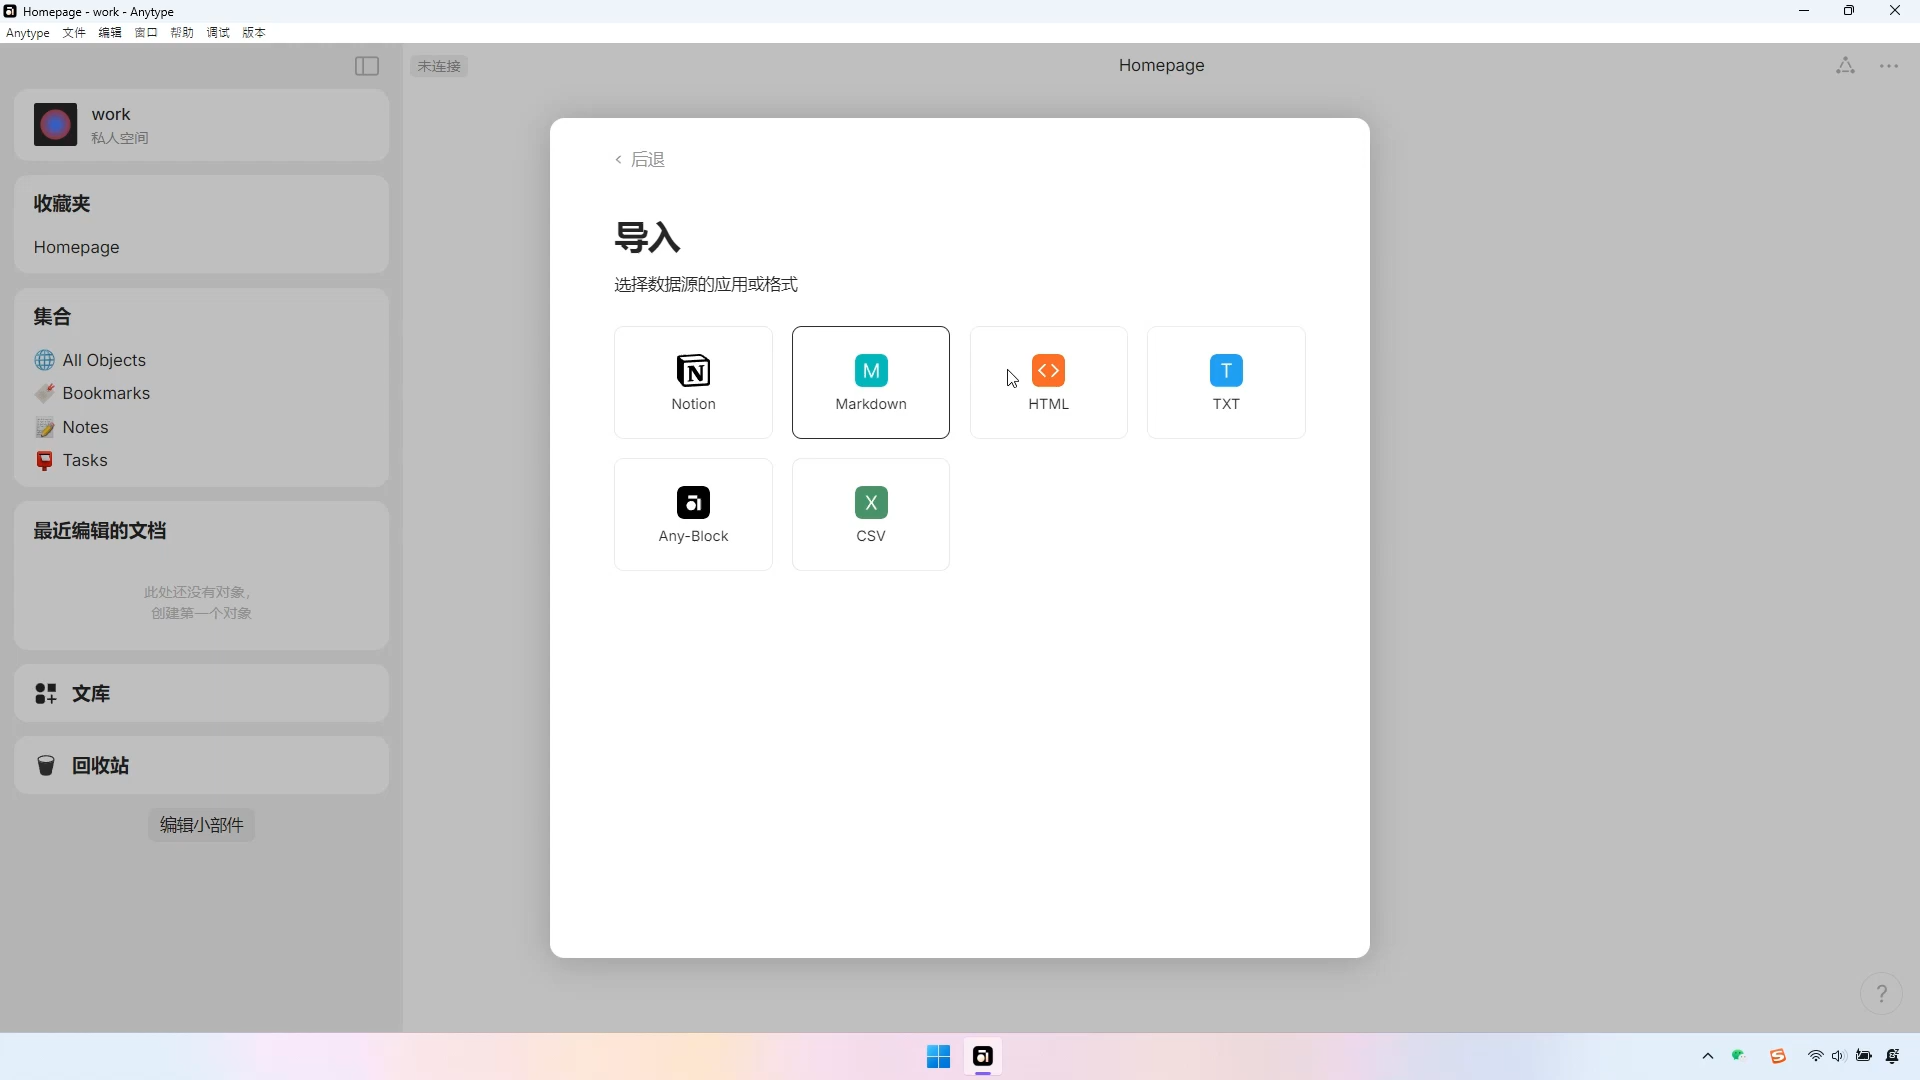 Homepage - work - Anytype
Anytype 文件 编辑 窗口 帮助 调试 版本
未连接
Homepage
work
私人空间
收藏夹
Homepage
集合
All Objects
Bookmarks
Notes
Tasks
最近编辑的文档
此处还没有对象，
创建第一个对象
文库
回收站
编辑小部件
后退
导入
选择数据源的应用或格式
Notion
M
Markdown
HTML
T
TXT
Any-Block
X
CSV
?